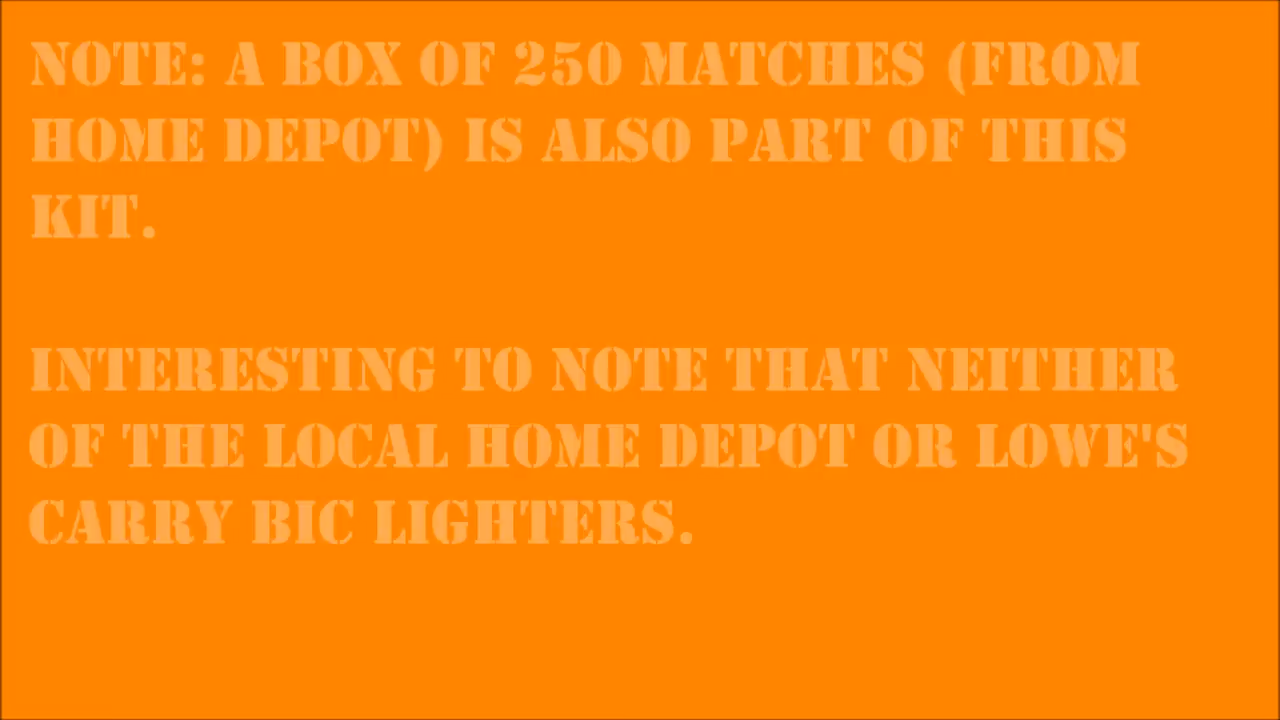 NOTE: A BOX OF 250 MATCHES (FROM
HOME DEPOT) IS ALSO PART OF THIS
KIT.
INTERESTING TO NOTE THAT NEITHER
OF THE LOCAL HOME DEPOT OR LOWE'S
CARRY BIC LIGHTERS.